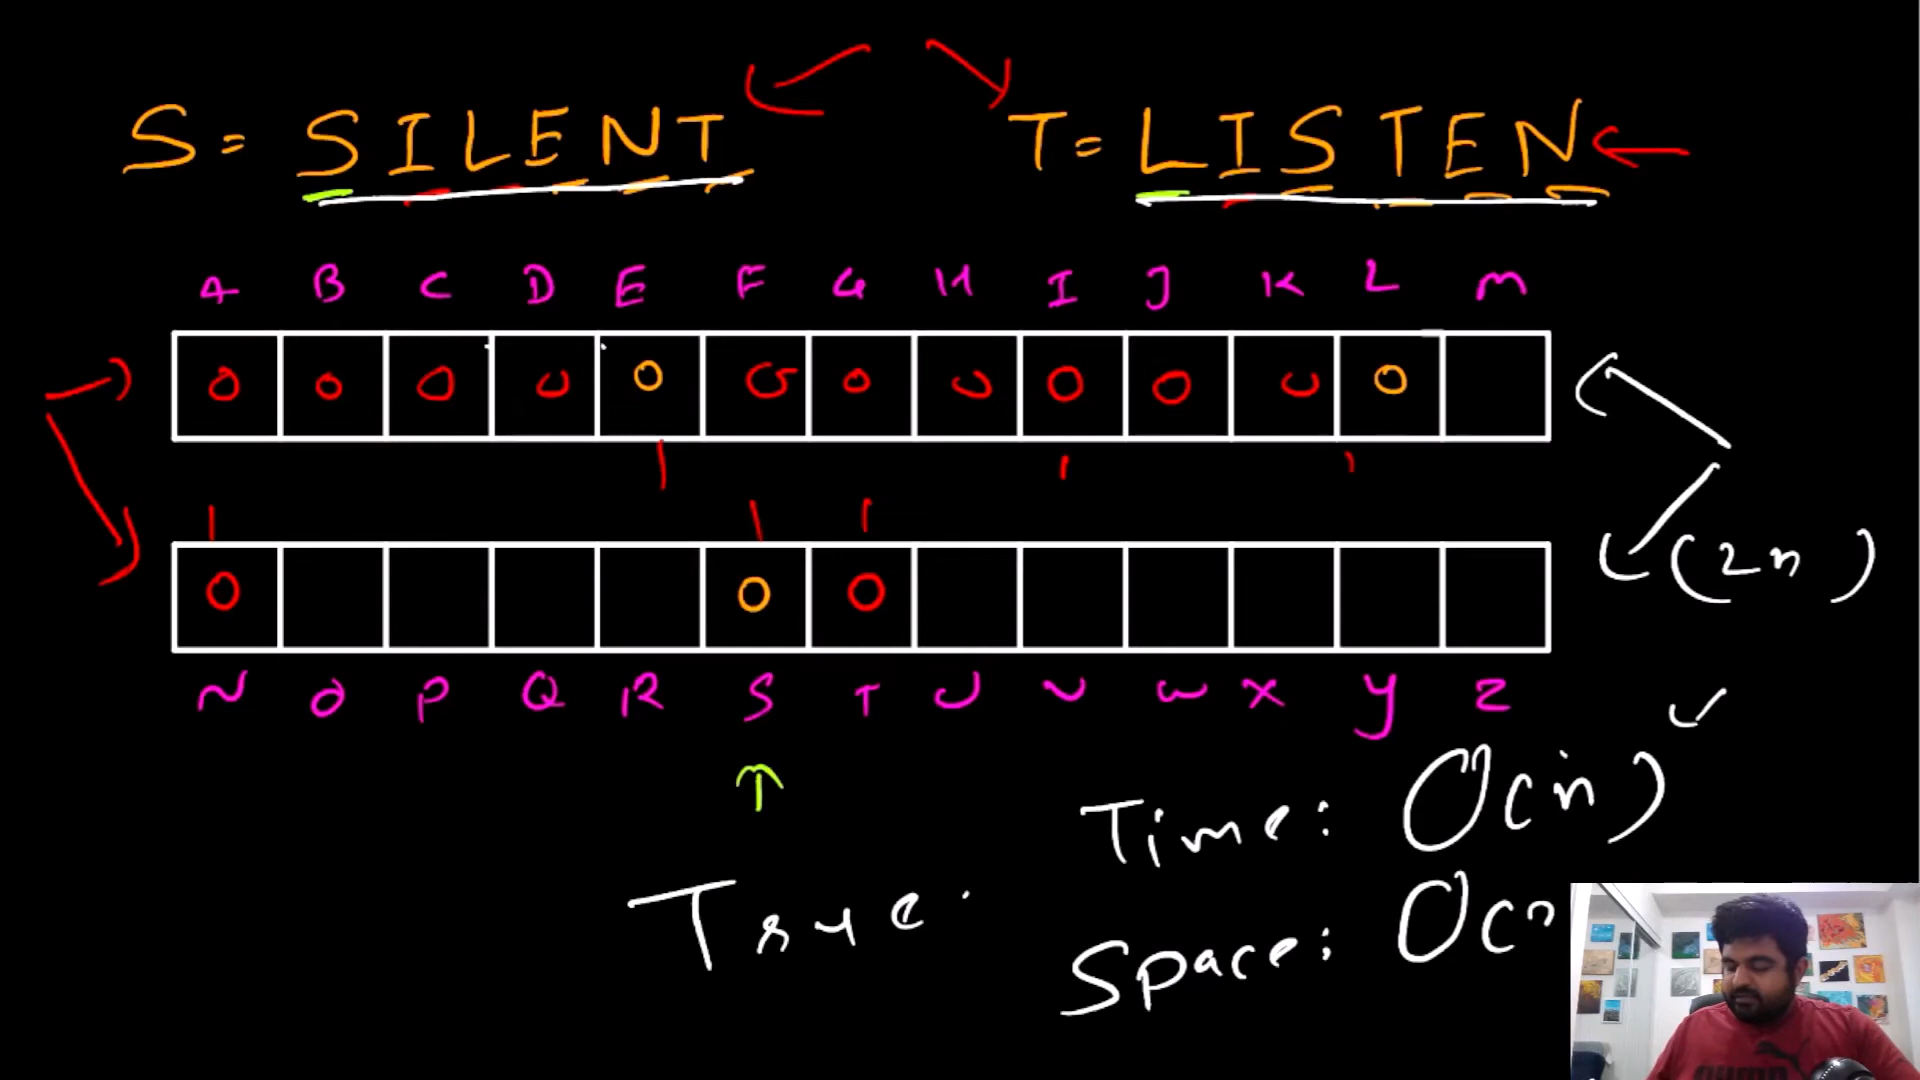 S = SILENT T = LISTEN
A B C D E F G H I J K L M
0 0 0 0 0 0 0 0 0 0 0 0
1 1 1
1 1 1
0 0 0
(2n)
N O P Q R S T U V W X Y Z
Time: O(n)
True.
Space: O(n
PUMA